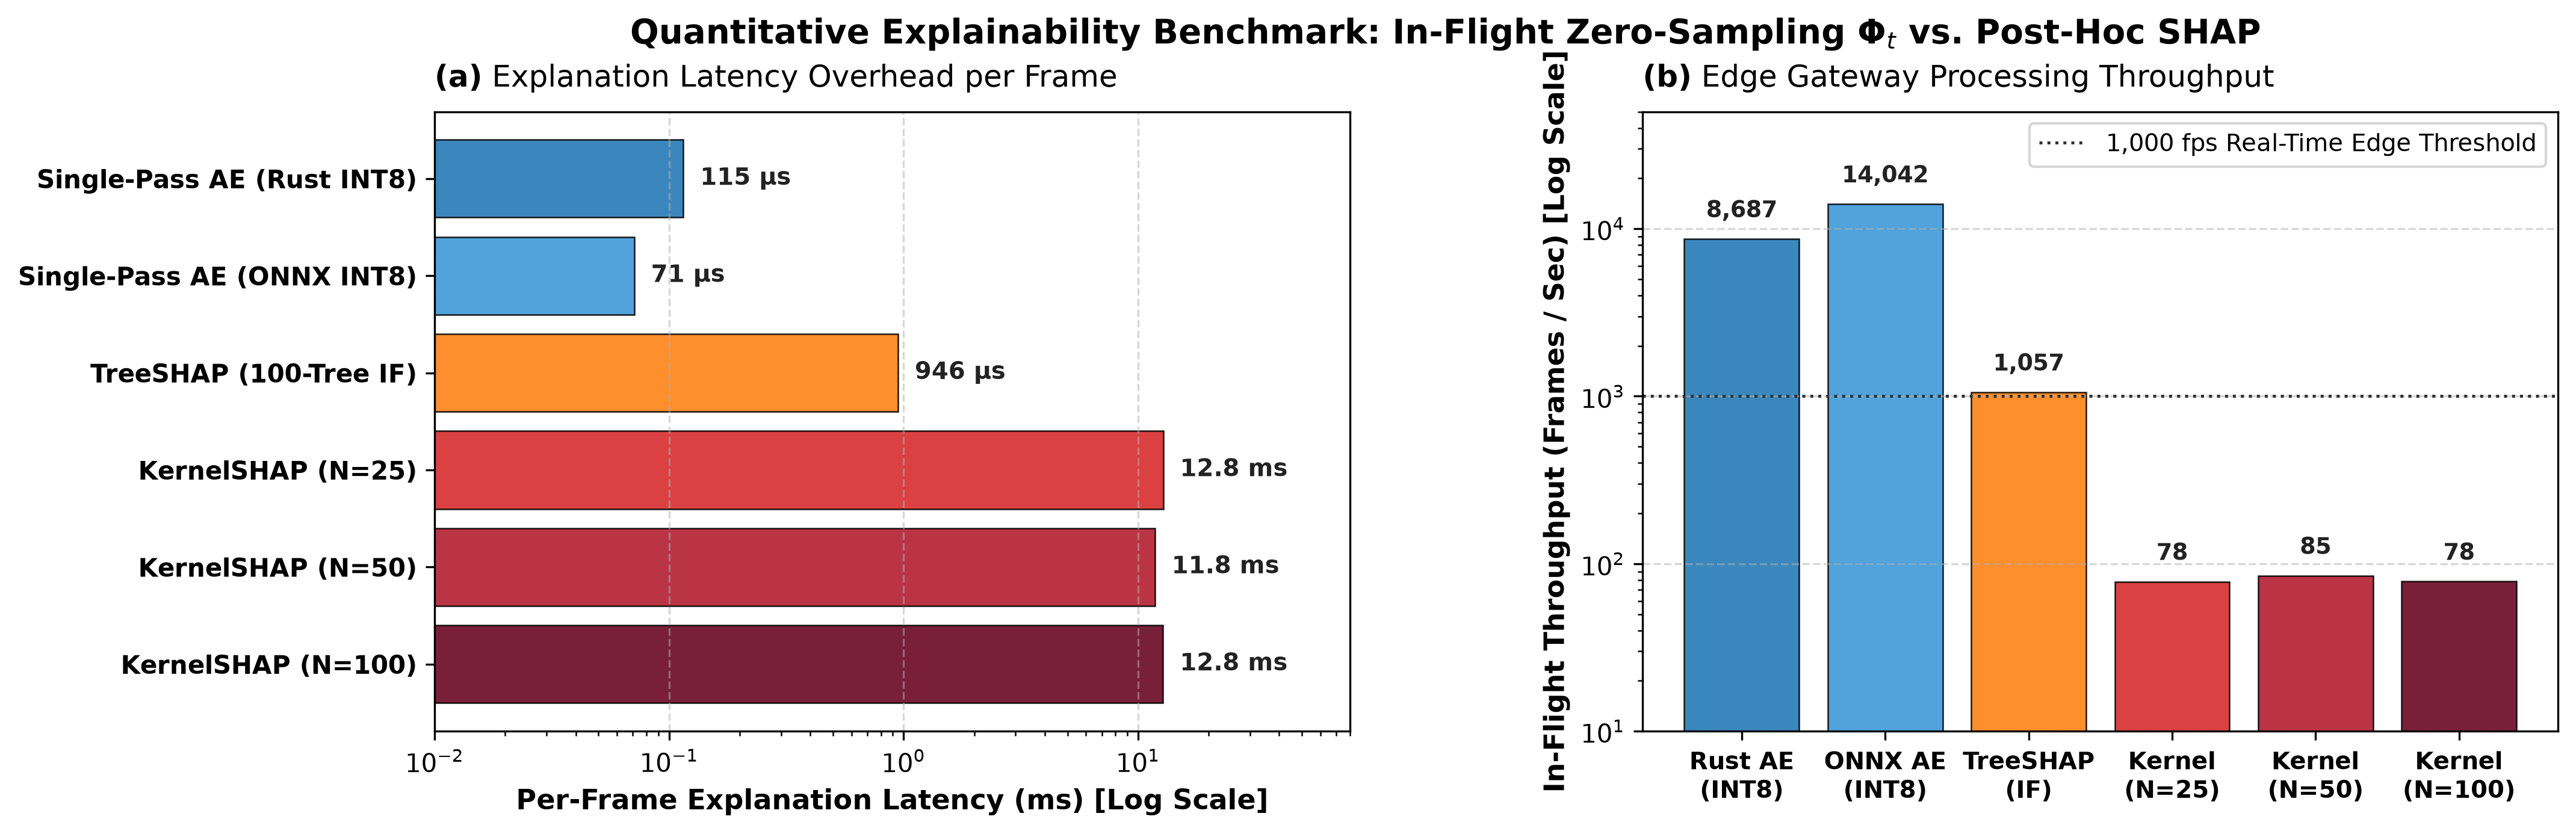 Quantitative Explainability Benchmark: In-Flight Zero-Sampling Φt vs. Post-Hoc SHAP
(a) Explanation Latency Overhead per Frame
Single-Pass AE (Rust INT8)
115 µs
Single-Pass AE (ONNX INT8)
71 µs
TreeSHAP (100-Tree IF)
946 µs
KernelSHAP (N=25)
12.8 ms
KernelSHAP (N=50)
11.8 ms
KernelSHAP (N=100)
12.8 ms
10⁻² 10⁻¹ 10⁰ 10¹
Per-Frame Explanation Latency (ms) [Log Scale]
(b) Edge Gateway Processing Throughput
In-Flight Throughput (Frames / Sec) [Log Scale]
1,000 fps Real-Time Edge Threshold
10⁴
10³
10²
10¹
8,687
14,042
1,057
78
85
78
Rust AE
(INT8)
ONNX AE
(INT8)
TreeSHAP
(IF)
Kernel
(N=25)
Kernel
(N=50)
Kernel
(N=100)